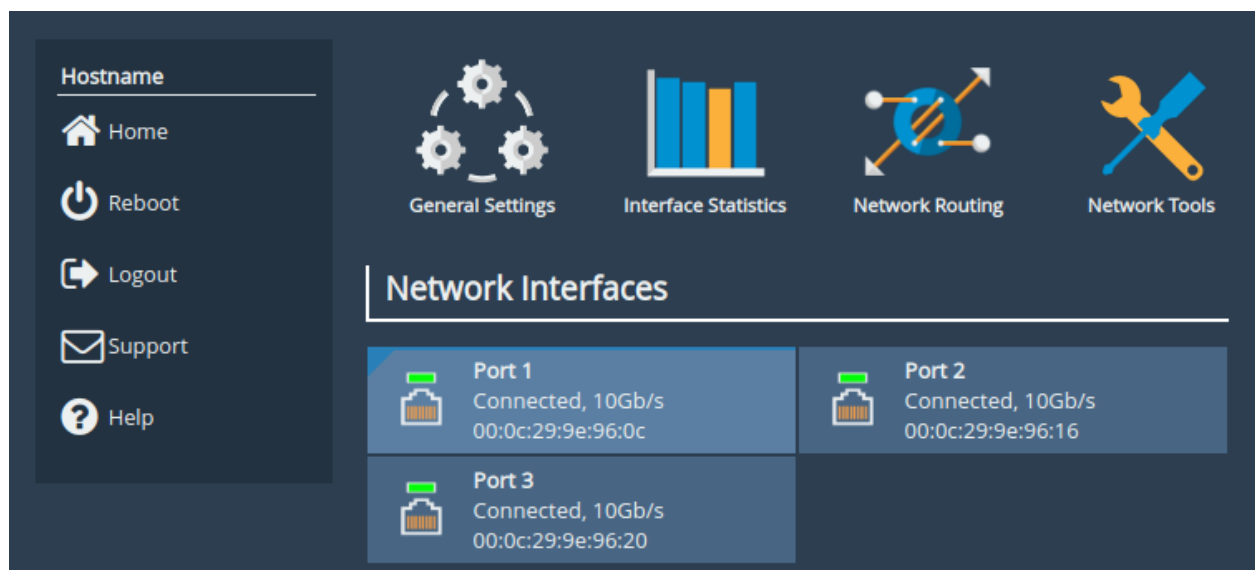 Hostname
Home
Reboot
Logout
Support
Help
General Settings
Interface Statistics
Network Routing
Network Tools
Network Interfaces
Port 1
Connected, 10Gb/s
00:0c:29:9e:96:0c
Port 2
Connected, 10Gb/s
00:0c:29:9e:96:16
Port 3
Connected, 10Gb/s
00:0c:29:9e:96:20